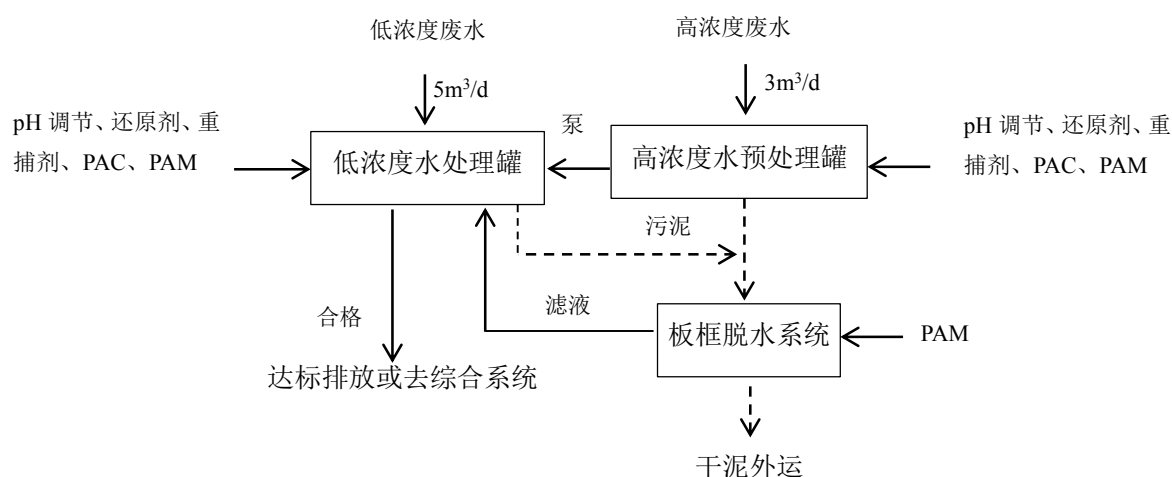 低浓度废水
高浓度废水
5m³/d
3m³/d
pH 调节、还原剂、重
捕剂、PAC、PAM
泵
pH 调节、还原剂、重
捕剂、PAC、PAM
低浓度水处理罐
高浓度水预处理罐
污泥
滤液
合格
板框脱水系统
PAM
达标排放或去综合系统
干泥外运